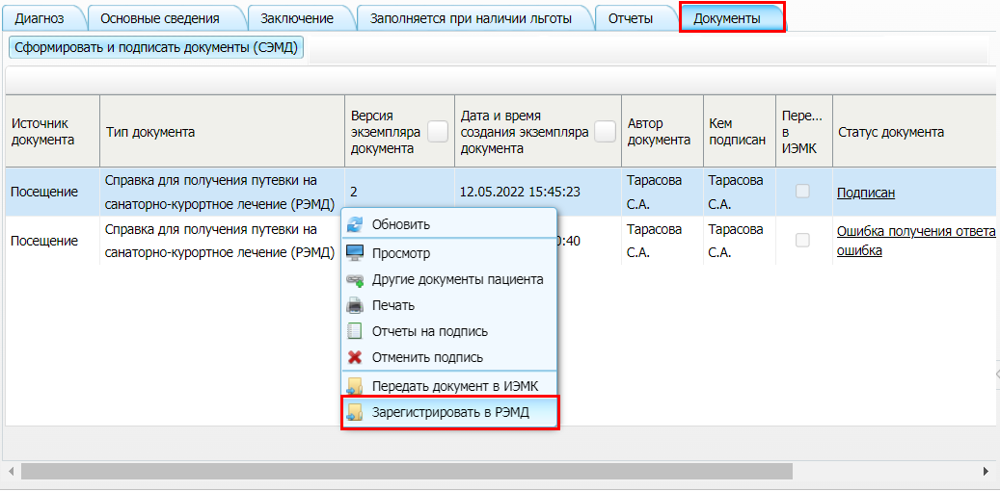 Диагноз
Основные сведения
Заключение
Заполняется при наличии льготы
Отчеты
Документы
Сформировать и подписать документы (СЭМД)
Источник
документа
Тип документа
Версия
экземпляра
документа
Дата и время
создания экземпляра
документа
Автор
документа
Кем
подписан
Пере...
в
ИЭМК
Статус документа
Посещение
Справка для получения путевки на
санаторно-курортное лечение (РЭМД)
2
12.05.2022 15:45:23
Тарасова
С.А.
Тарасова
С.А.
Подписан
Посещение
Справка для получения путевки на
санаторно-курортное лечение (РЭМД)
0:40
Тарасова
С.А.
Тарасова
С.А.
Ошибка получения ответа
ошибка
Обновить
Просмотр
Другие документы пациента
Печать
Отчеты на подпись
Отменить подпись
Передать документ в ИЭМК
Зарегистрировать в РЭМД